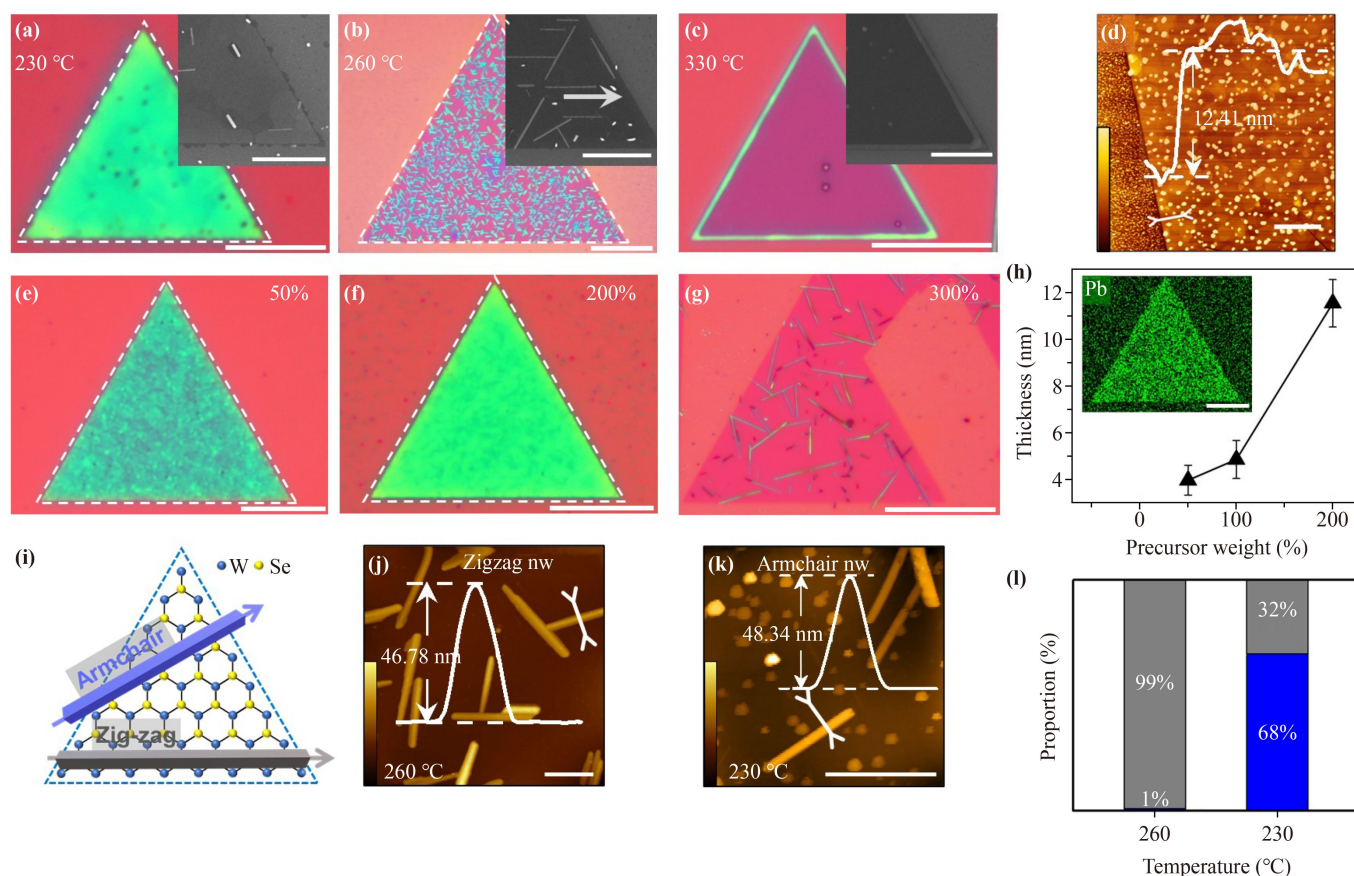 (a)
230 °C
(b)
260 °C
(c)
330 °C
(d)
12.41 nm
(e)
50%
(f)
200%
(g)
300%
(h)
Pb
12
10
8
6
4
Thickness (nm)
0
100
200
Precursor weight (%)
(i)
W
Se
Armchair
Zig-zag
(j)
Zigzag nw
46.78 nm
260 °C
(k)
Armchair nw
48.34 nm
230 °C
(l)
Proportion (%)
99%
1%
32%
68%
260
230
Temperature (°C)